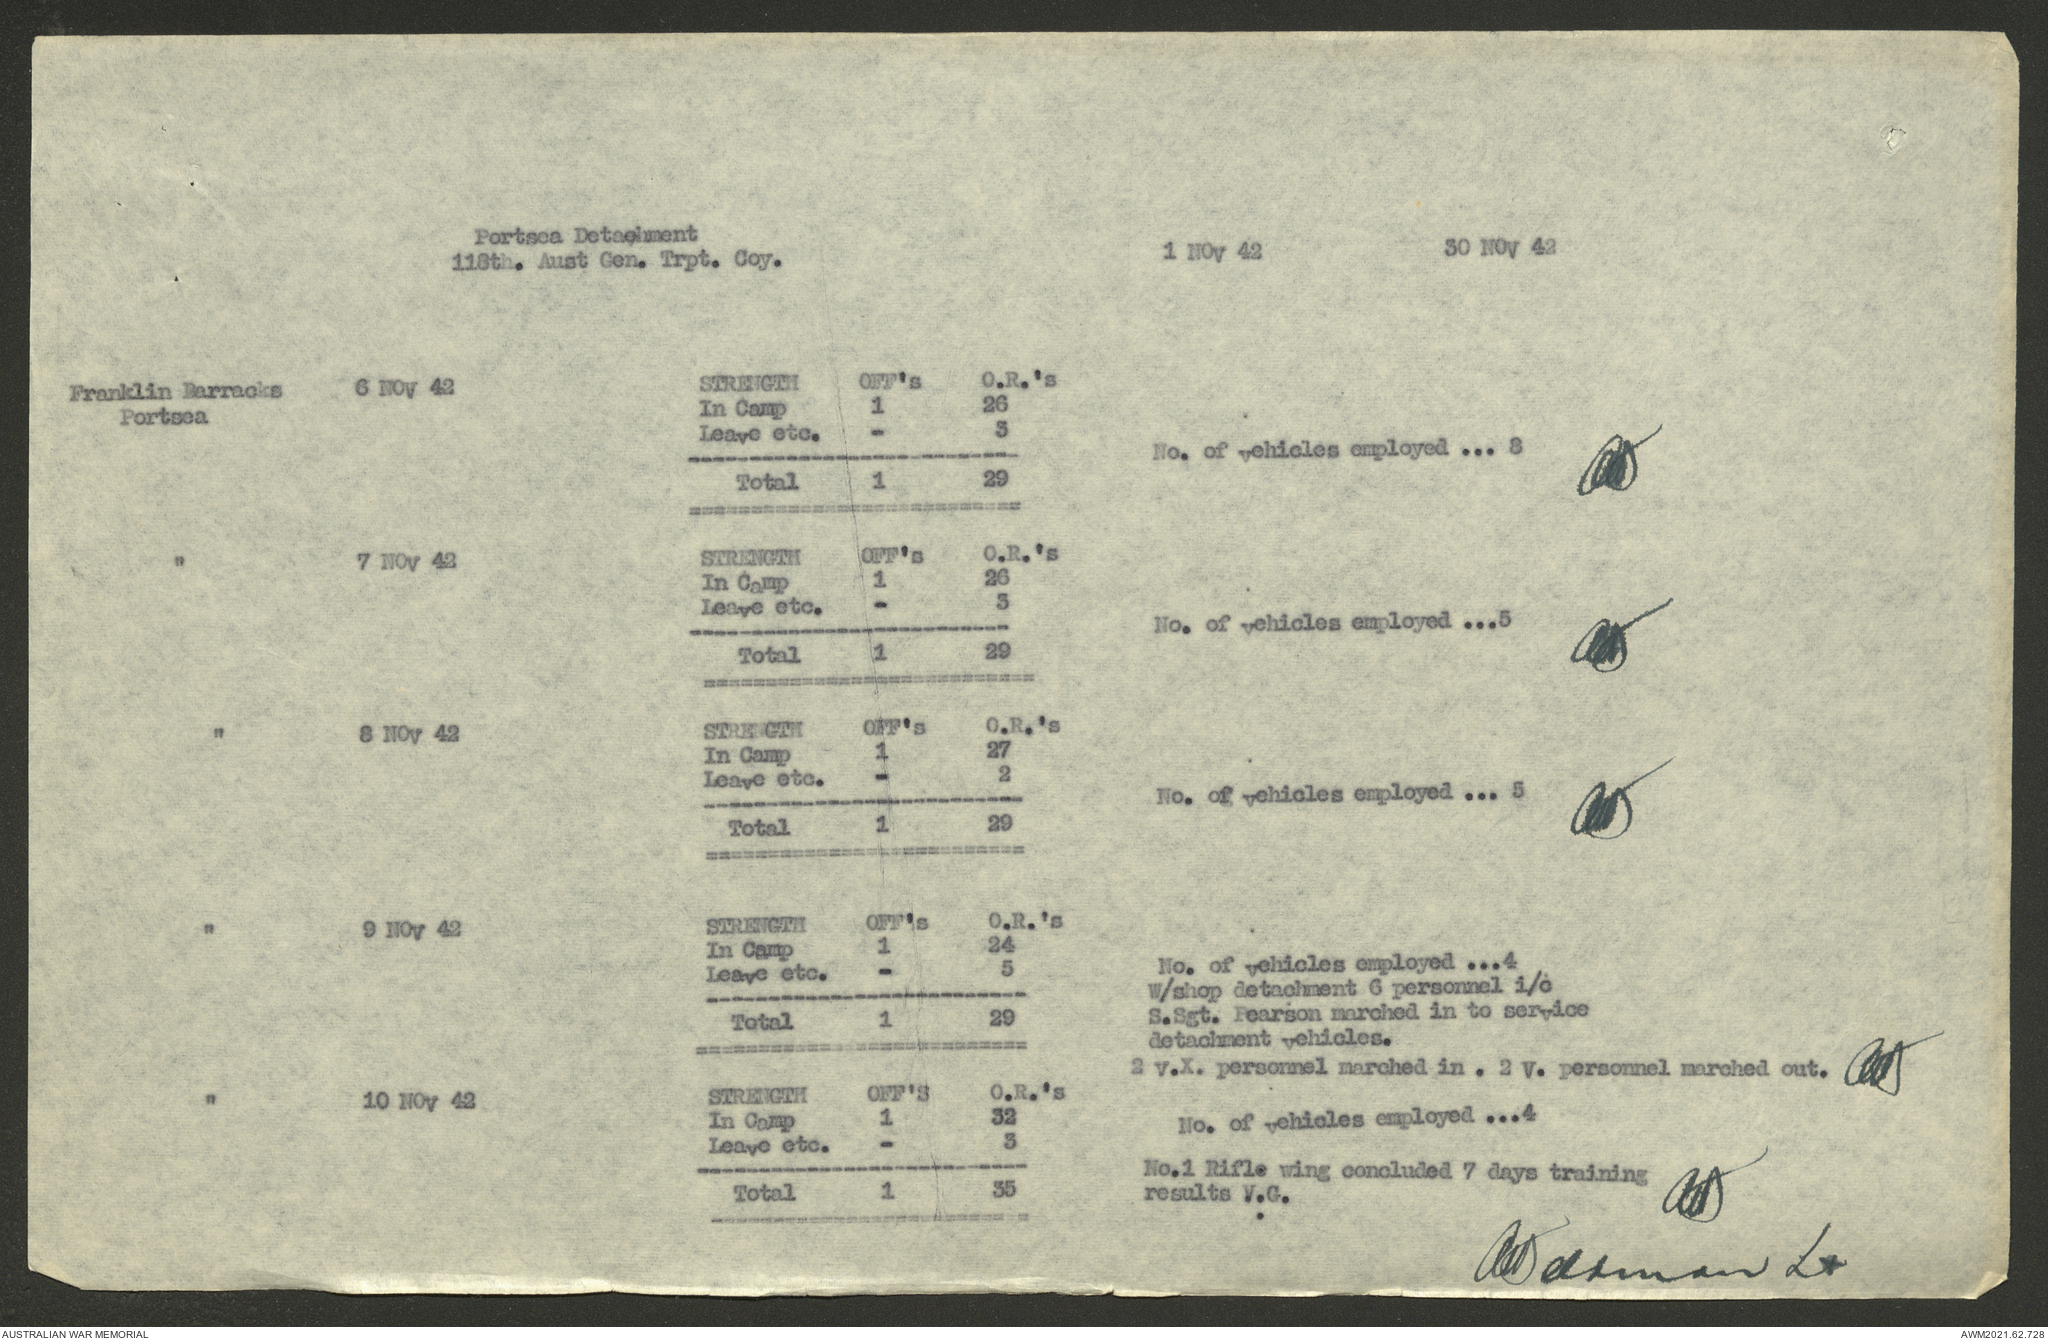 Portsea Detachment
118th. Aust Gen. Trpt. Coy.
1 NOV 42 30 NOV 42
Franklin Barracks 6 NOV 42
Portsea
STRENGTH OFF's O.R.'s
In Camp 1 26
Leave etc. - 3
Total 1 29
No. of vehicles employed ... 8
" 7 NOV 42
STRENGTH OFF's O.R.'s
In Camp 1 26
Leave etc. - 3
Total 1 29
No. of vehicles employed ...5
" 8 NOV 42
STRENGTH OFF's O.R.'s
In Camp 1 27
Leave etc. - 2
Total 1 29
No. of vehicles employed ... 5
" 9 NOV 42
STRENGTH OFF's O.R.'s
In Camp 1 24
Leave etc. - 5
Total 1 29
No. of vehicles employed ...4
W/shop detachment 6 personnel i/c
S.Sgt. Pearson marched in to service
detachment vehicles.
2 V.X. personnel marched in . 2 V. personnel marched out.
" 10 NOV 42
STRENGTH OFF'S O.R.'s
In Camp 1 32
Leave etc. - 3
Total 1 35
No. of vehicles employed ...4
No.1 Rifle wing concluded 7 days training
results V.G.
Lt
AUSTRALIAN WAR MEMORIAL
AWM2021.62.728